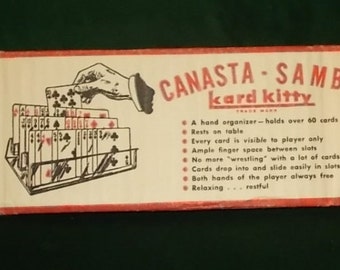 CANASTA - SAMB
kard kitty
TRADE MARK
A hand organizer — holds over 60 cards
Rests on table
Every card is visible to player only
Ample finger space between slots
No more "wrestling" with a lot of cards
Cards drop into and slide easily in slots
Both hands of the player always free
Relaxing . . . restful